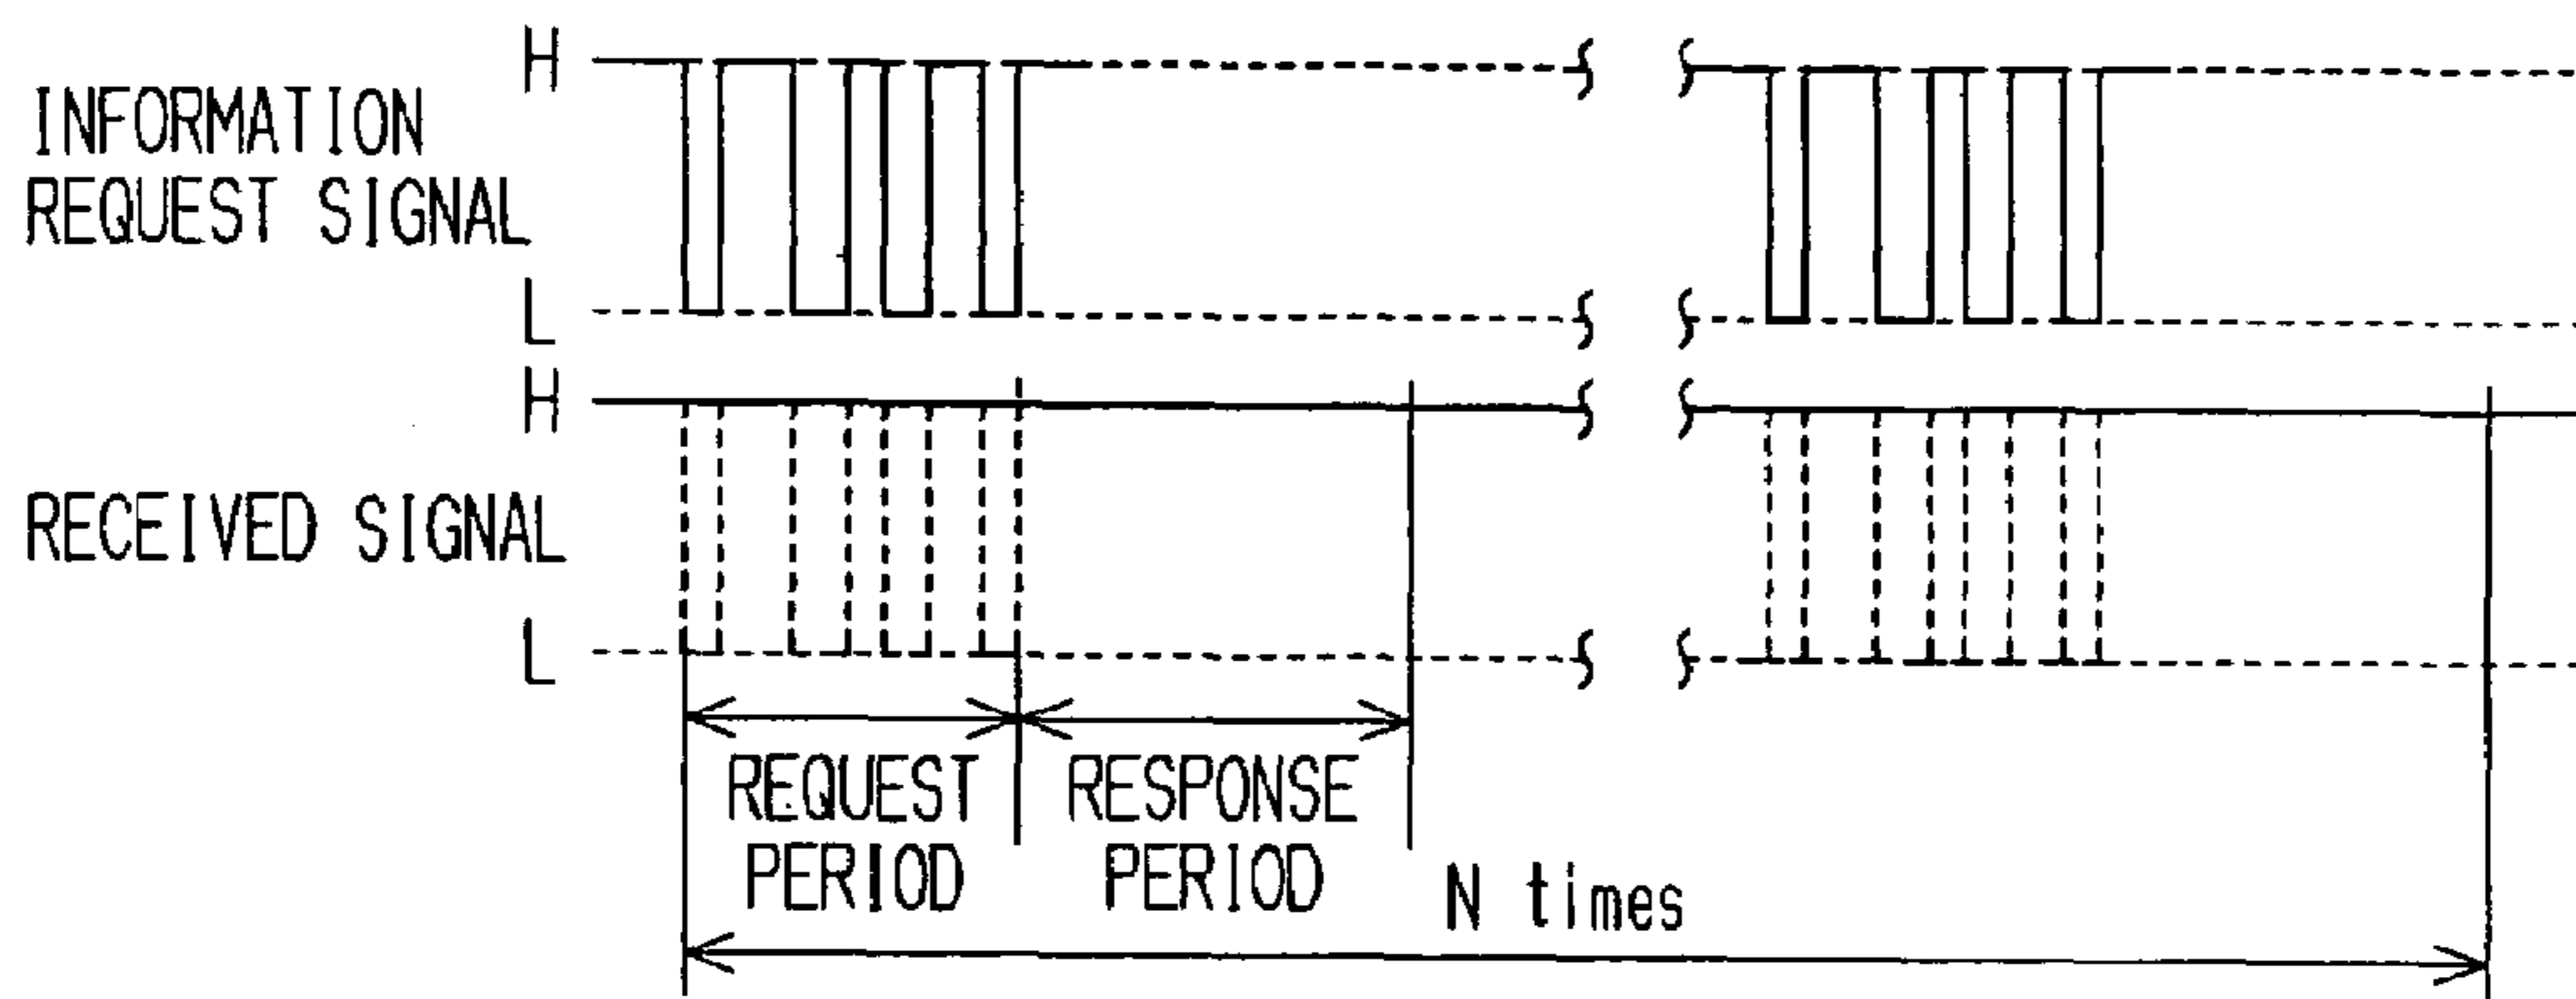 H
INFORMATION
REQUEST SIGNAL
L
H
RECEIVED SIGNAL
L
REQUEST
PERIOD
RESPONSE
PERIOD
N times